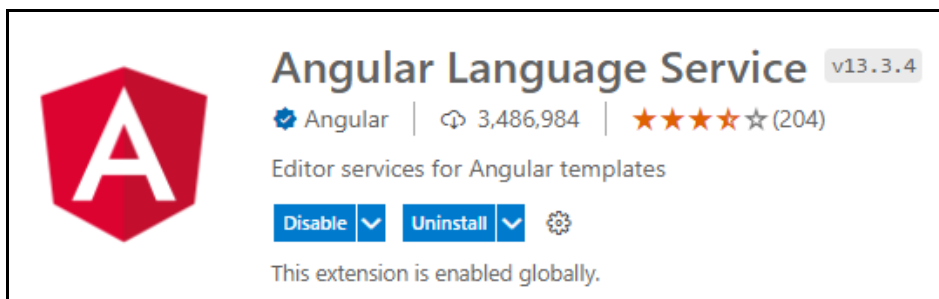 A
Angular Language Service v13.3.4
Angular 3,486,984 (204)
Editor services for Angular templates
Disable Uninstall
This extension is enabled globally.